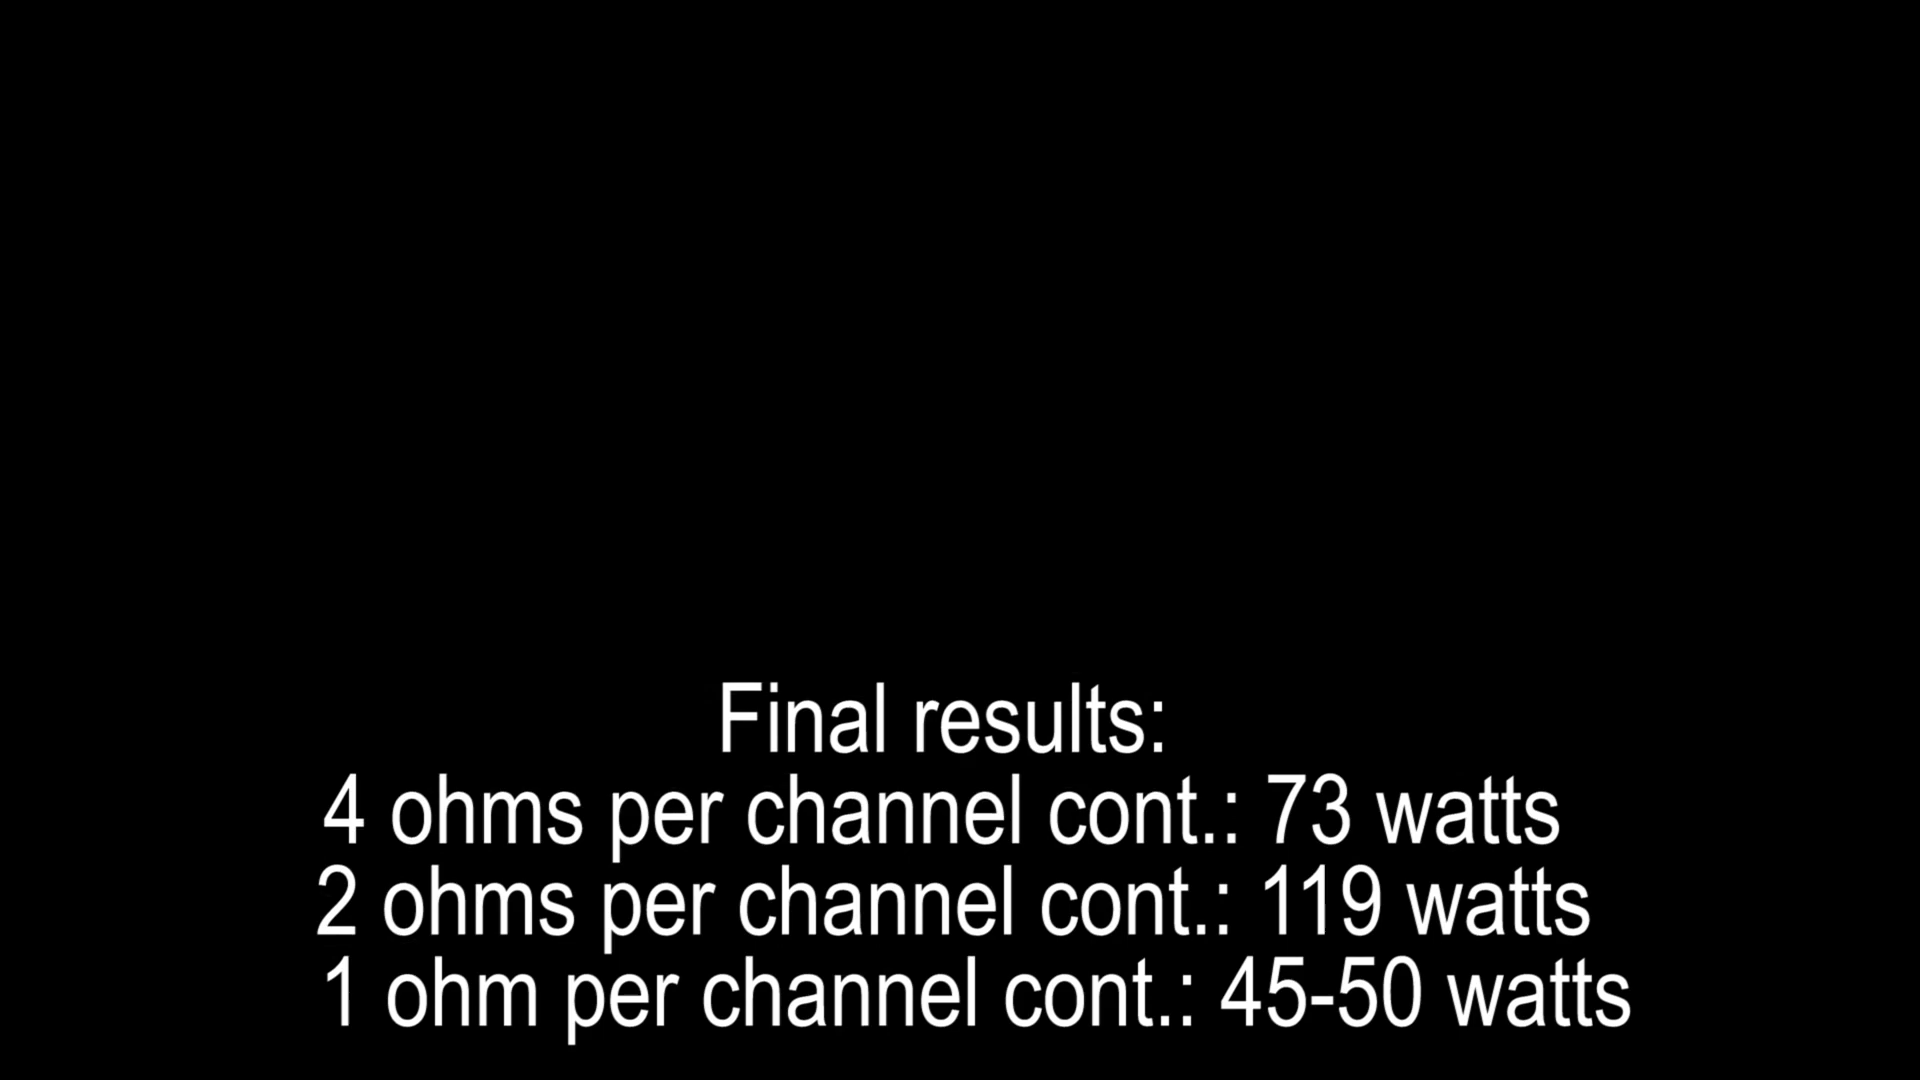 Final results:
4 ohms per channel cont.: 73 watts
2 ohms per channel cont.: 119 watts
1 ohm per channel cont.: 45-50 watts